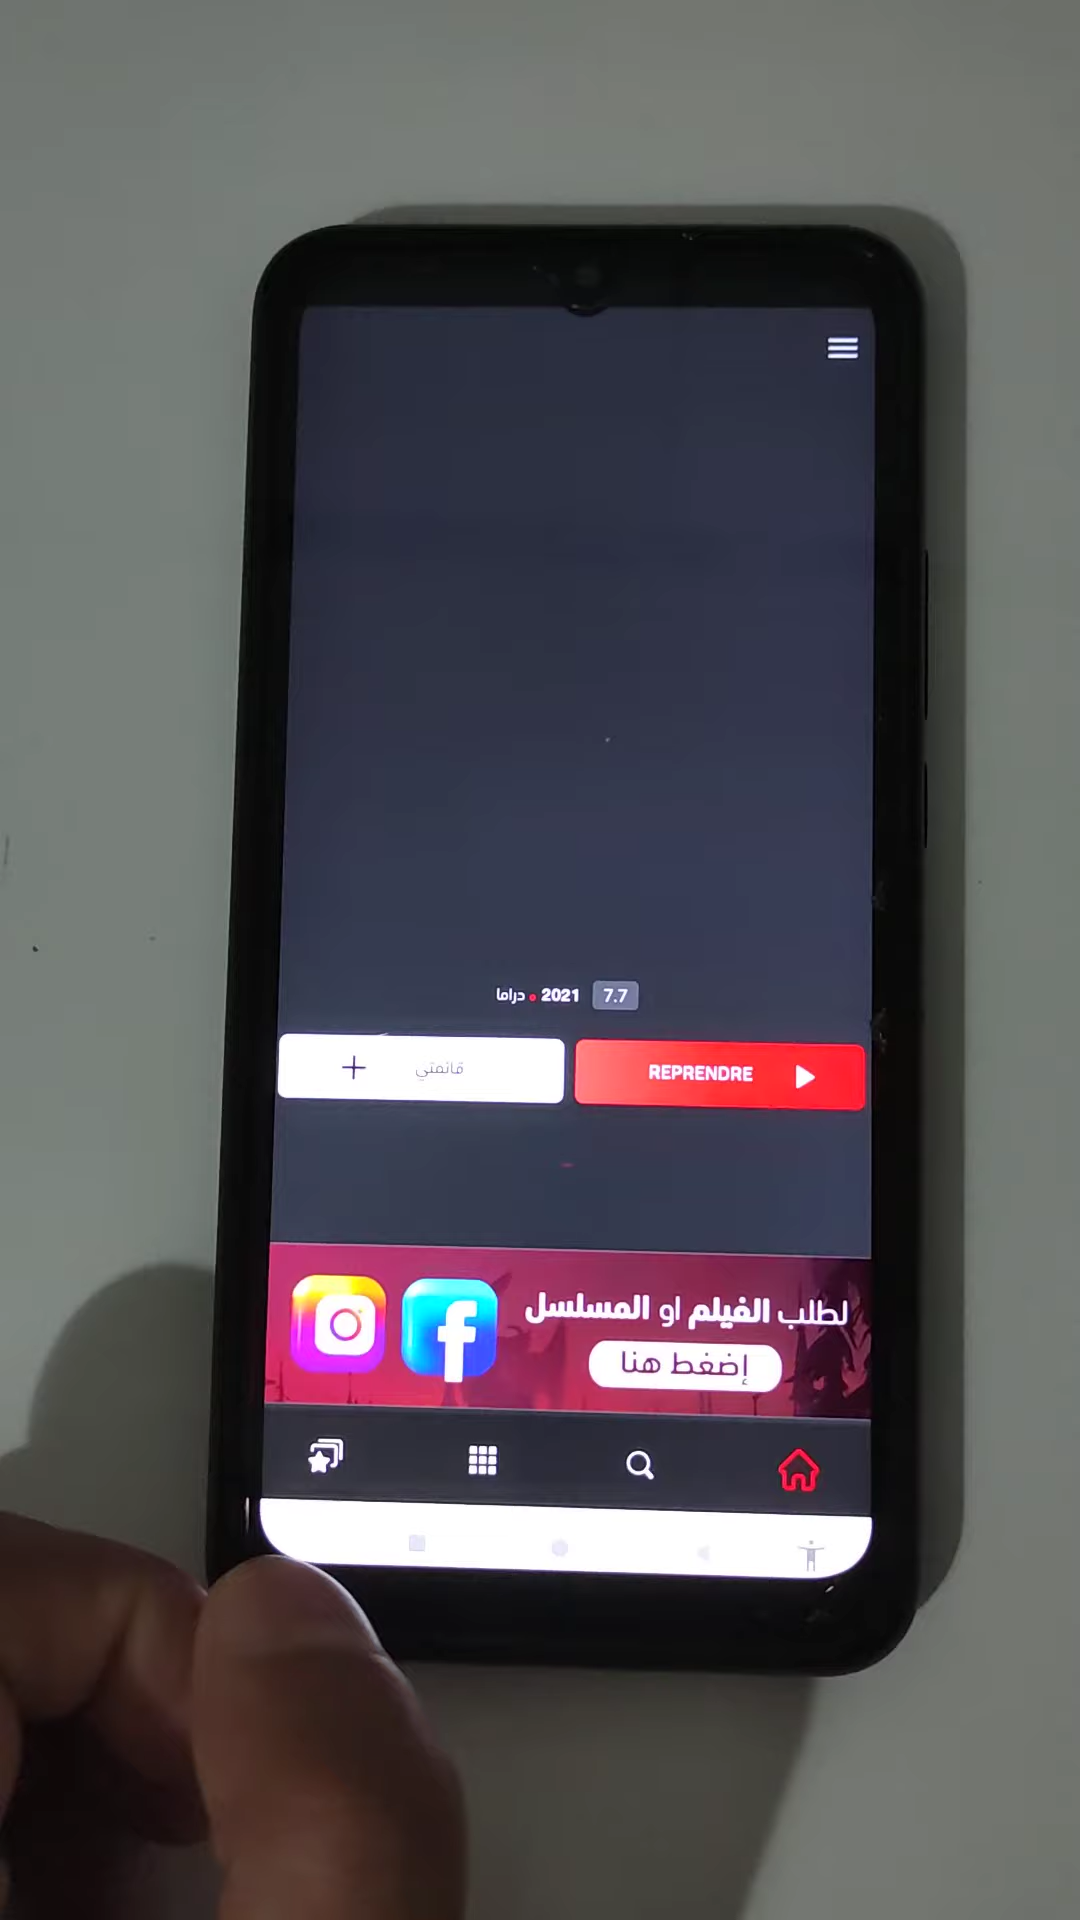 7.7 2021 • دراما
REPRENDRE
قائمتي
لطلب الفيلم او المسلسل
إضغط هنا